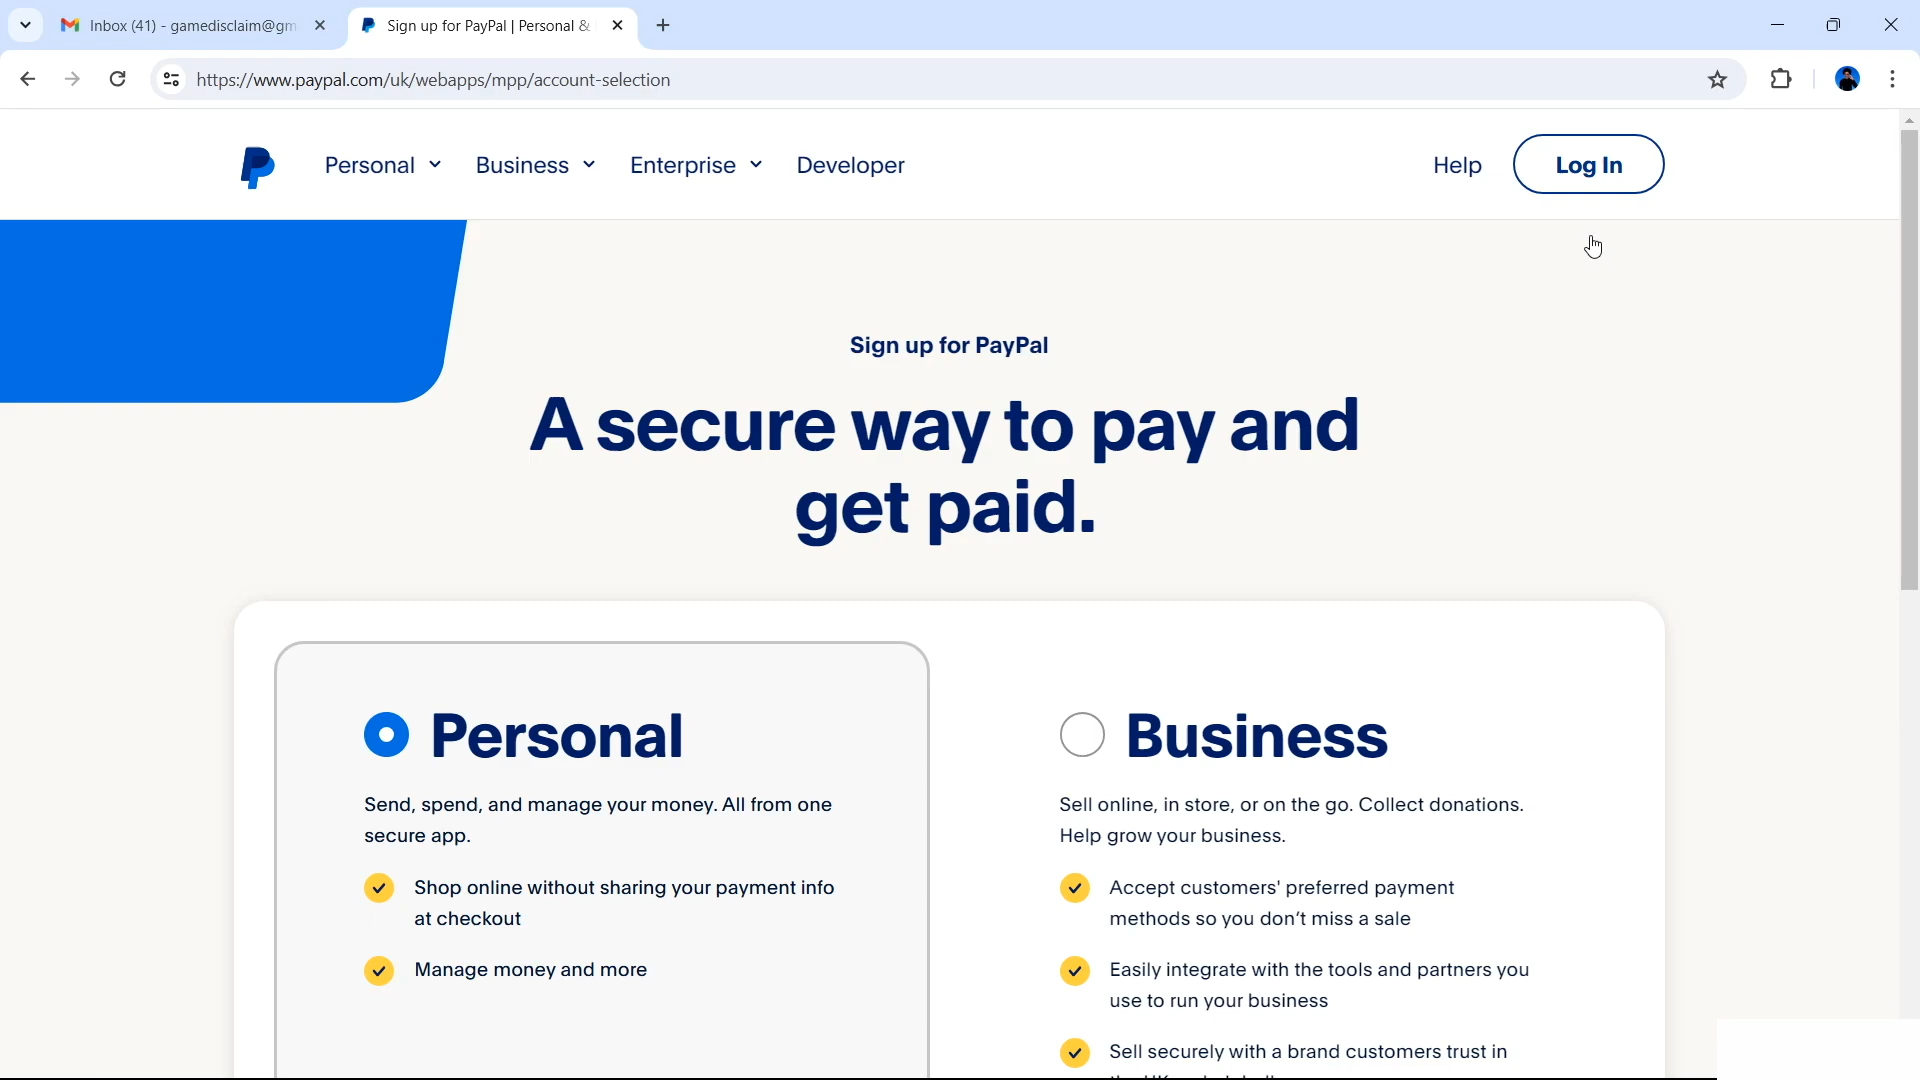 Inbox (41) - gamedisclaim@gm
Sign up for PayPal | Personal &
https://www.paypal.com/uk/webapps/mpp/account-selection
Personal Business Enterprise Developer Help Log In
Sign up for PayPal
A secure way to pay and
get paid.
Personal
Send, spend, and manage your money. All from one
secure app.
Shop online without sharing your payment info
at checkout
Manage money and more
Business
Sell online, in store, or on the go. Collect donations.
Help grow your business.
Accept customers' preferred payment
methods so you don't miss a sale
Easily integrate with the tools and partners you
use to run your business
Sell securely with a brand customers trust in